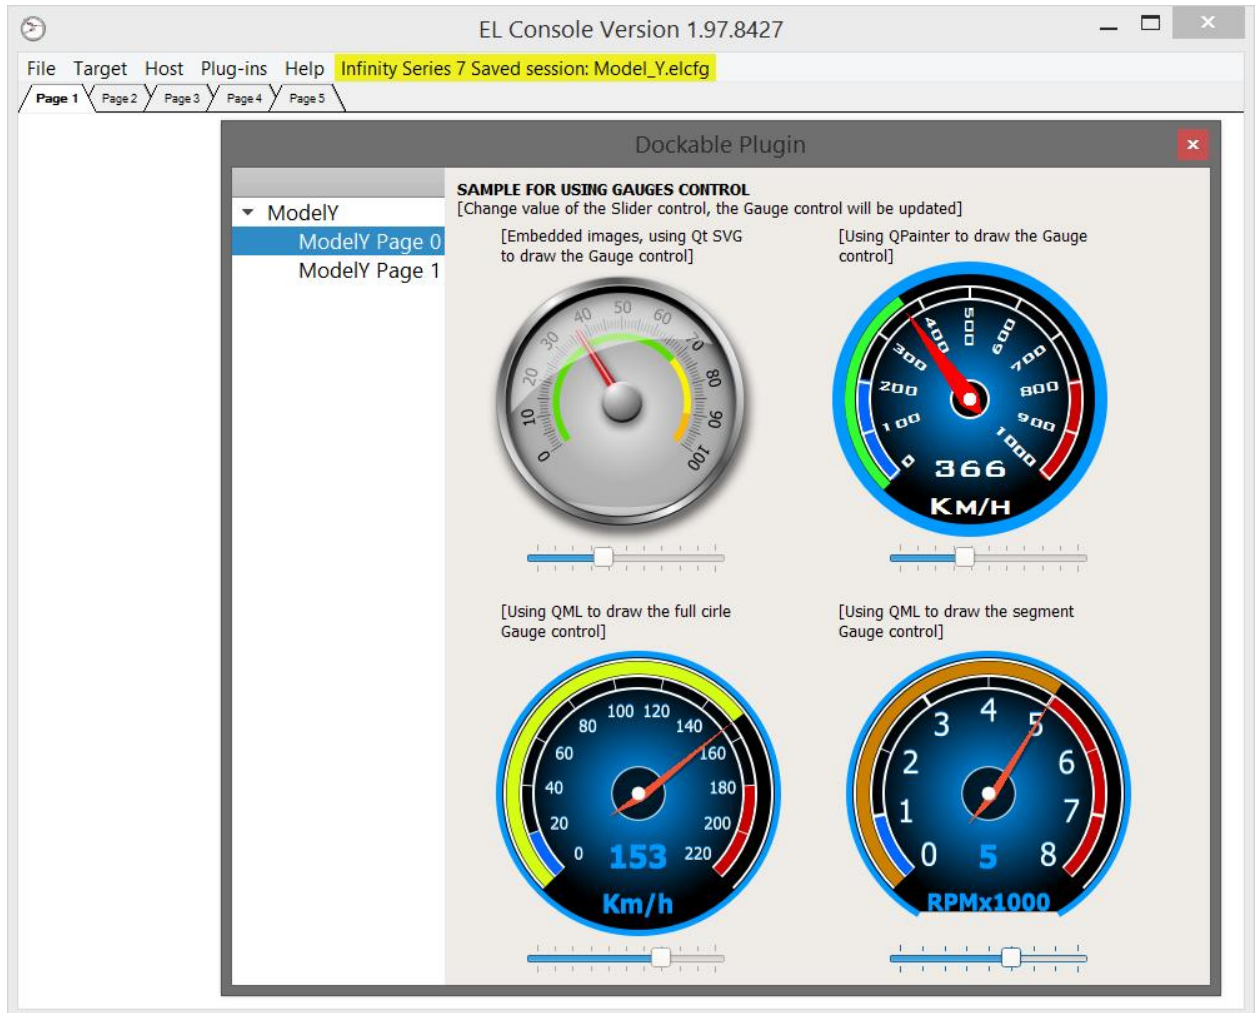 EL Console Version 1.97.8427
File Target Host Plug-ins Help Infinity Series 7 Saved session: Model_Y.elcfg
Page 1 Page 2 Page 3 Page 4 Page 5
Dockable Plugin
ModelY
ModelY Page 0
ModelY Page 1
SAMPLE FOR USING GAUGES CONTROL
[Change value of the Slider control, the Gauge control will be updated]
[Embedded images, using Qt SVG
to draw the Gauge control]
0 10 20 30 40 50 60 70 80 90 100
[Using QPainter to draw the Gauge
control]
0 100 200 300 400 500 600 700 800 900 1000
366
KM/H
[Using QML to draw the full cirle
Gauge control]
0 20 40 60 80 100 120 140 160 180 200 220
153
Km/h
[Using QML to draw the segment
Gauge control]
0 1 2 3 4 5 6 7 8
5
RPMx1000